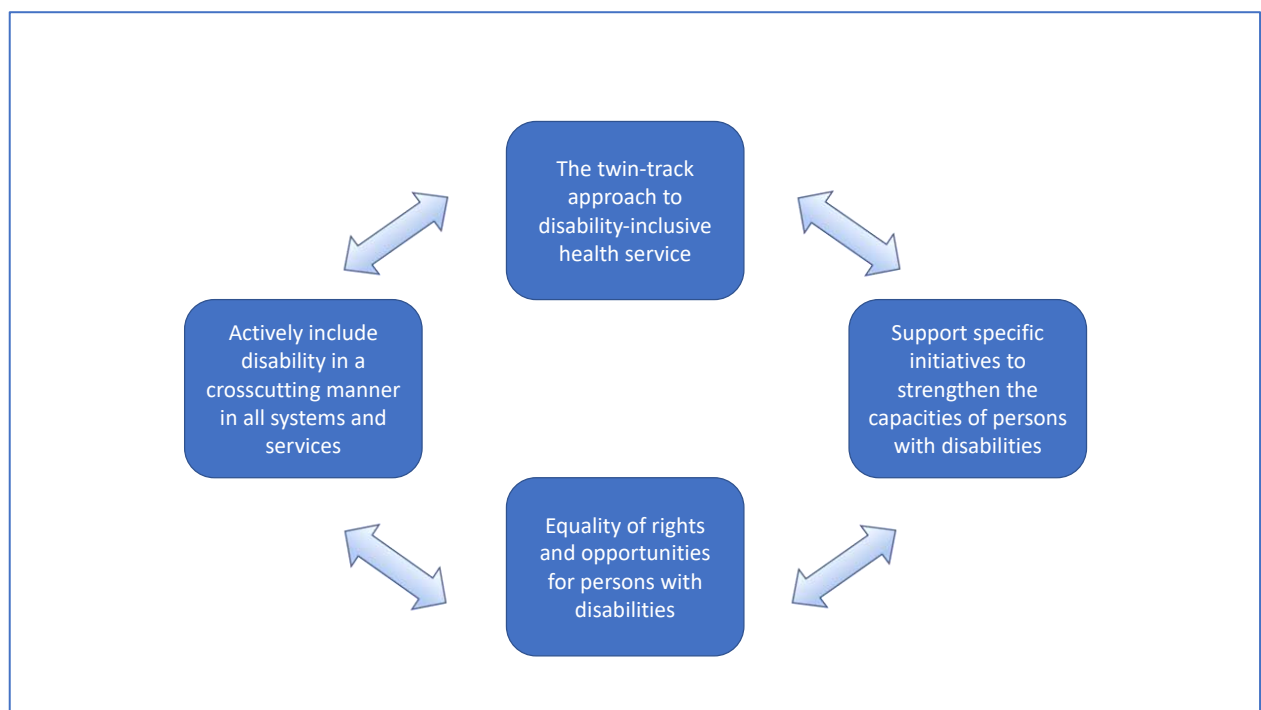 The twin-track
approach to
disability-inclusive
health service
Actively include
disability in a
crosscutting manner
in all systems and
services
Support specific
initiatives to
strengthen the
capacities of persons
with disabilities
Equality of rights
and opportunities
for persons with
disabilities